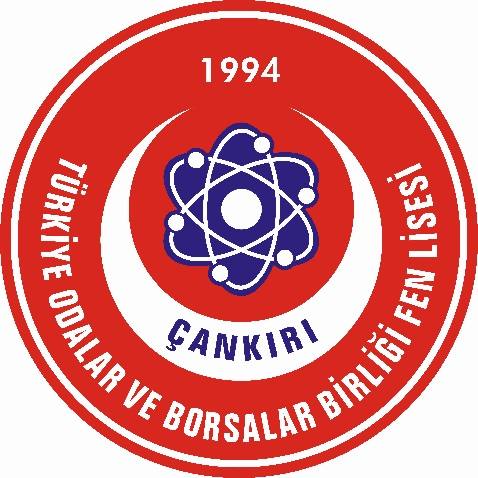 1994
ÇANKIRI
TÜRKİYE ODALAR VE BORSALAR BİRLİĞİ FEN LİSESİ